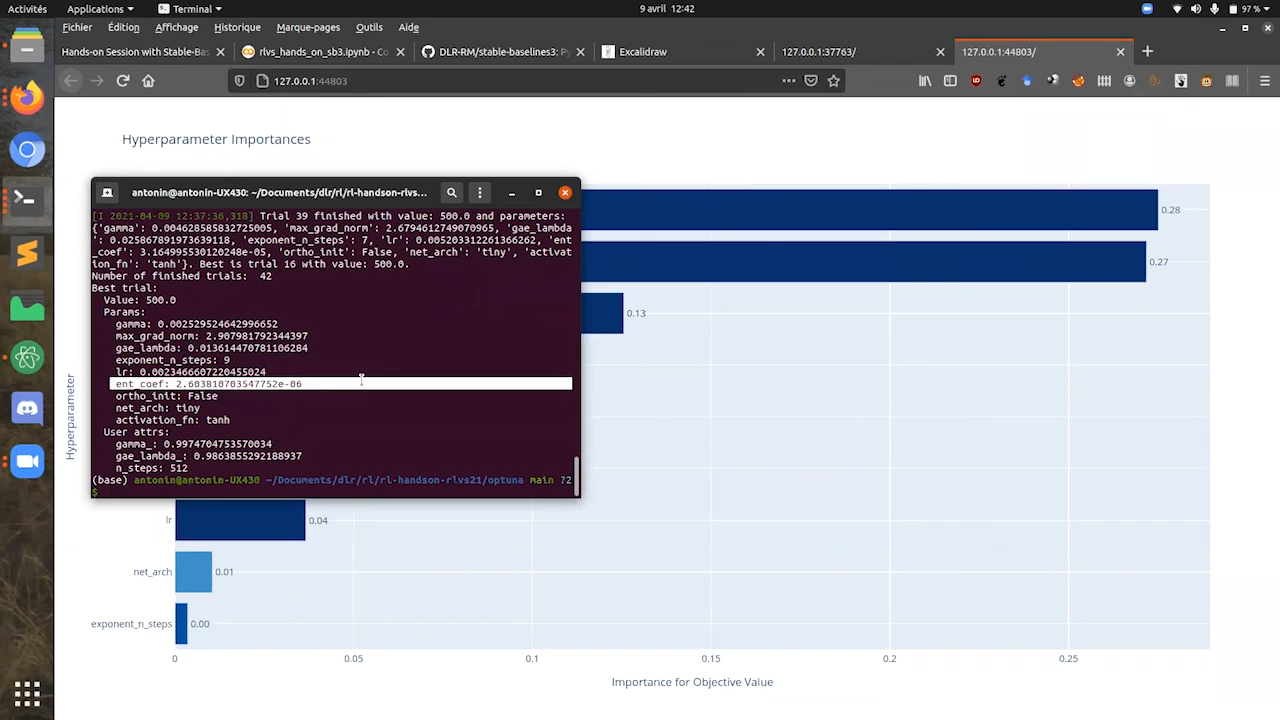 Activités Applications Terminal 9 avril 12:42 97 %
Fichier Édition Affichage Historique Marque-pages Outils Aide
Hands-on Session with Stable-Bas rlvs_hands_on_sb3.ipynb - Co DLR-RM/stable-baselines3: Py Excalidraw 127.0.0.1:37763/ 127.0.0.1:44803/
127.0.0.1:44803
Hyperparameter Importances
antonin@antonin-UX430: ~/Documents/dlr/rl/rl-handson-rlvs...
[I 2021-04-09 12:37:36,318] Trial 39 finished with value: 500.0 and parameters:
{'gamma': 0.004628585832725005, 'max_grad_norm': 2.6794612749070965, 'gae_lambda
': 0.025867891973639118, 'exponent_n_steps': 7, 'lr': 0.005203312261366262, 'ent
_coef': 3.164995530120248e-05, 'ortho_init': False, 'net_arch': 'tiny', 'activat
ion_fn': 'tanh'}. Best is trial 16 with value: 500.0.
Number of finished trials:  42
Best trial:
Value: 500.0
Params:
gamma: 0.002529524642996652
max_grad_norm: 2.907981792344397
gae_lambda: 0.013614470781106284
exponent_n_steps: 9
lr: 0.0023466607220455024
ent_coef: 2.603810703547752e-06
ortho_init: False
net_arch: tiny
activation_fn: tanh
User attrs:
gamma_: 0.9974704753570034
gae_lambda_: 0.9863855292188937
n_steps: 512
(base) antonin@antonin-UX430 ~/Documents/dlr/rl/rl-handson-rlvs21/optuna main ?2
$
0.28
0.27
0.13
Hyperparameter
lr 0.04
net_arch 0.01
exponent_n_steps 0.00
0 0.05 0.1 0.15 0.2 0.25
Importance for Objective Value